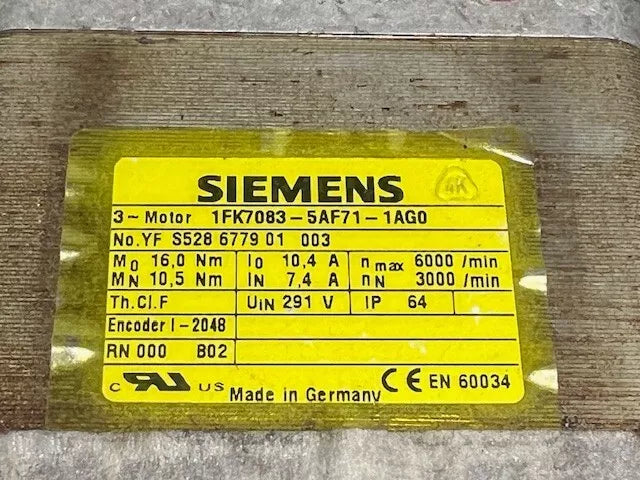 SIEMENS
4K
3~Motor 1FK7083-5AF71-1AG0
No.YF S528 6779 01 003
M0 16,0 Nm I0 10,4 A n max 6000 /min
MN 10,5 Nm IN 7,4 A nN 3000 /min
Th.Cl.F UIN 291 V IP 64
Encoder I-2048
RN 000 B02
c RU US Made in Germany CE EN 60034